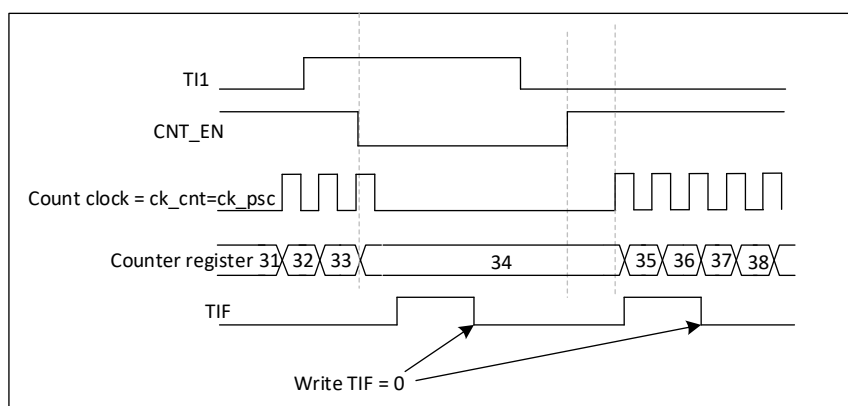 TI1
CNT_EN
Count clock = ck_cnt=ck_psc
Counter register 31 32 33 34 35 36 37 38
TIF
Write TIF = 0